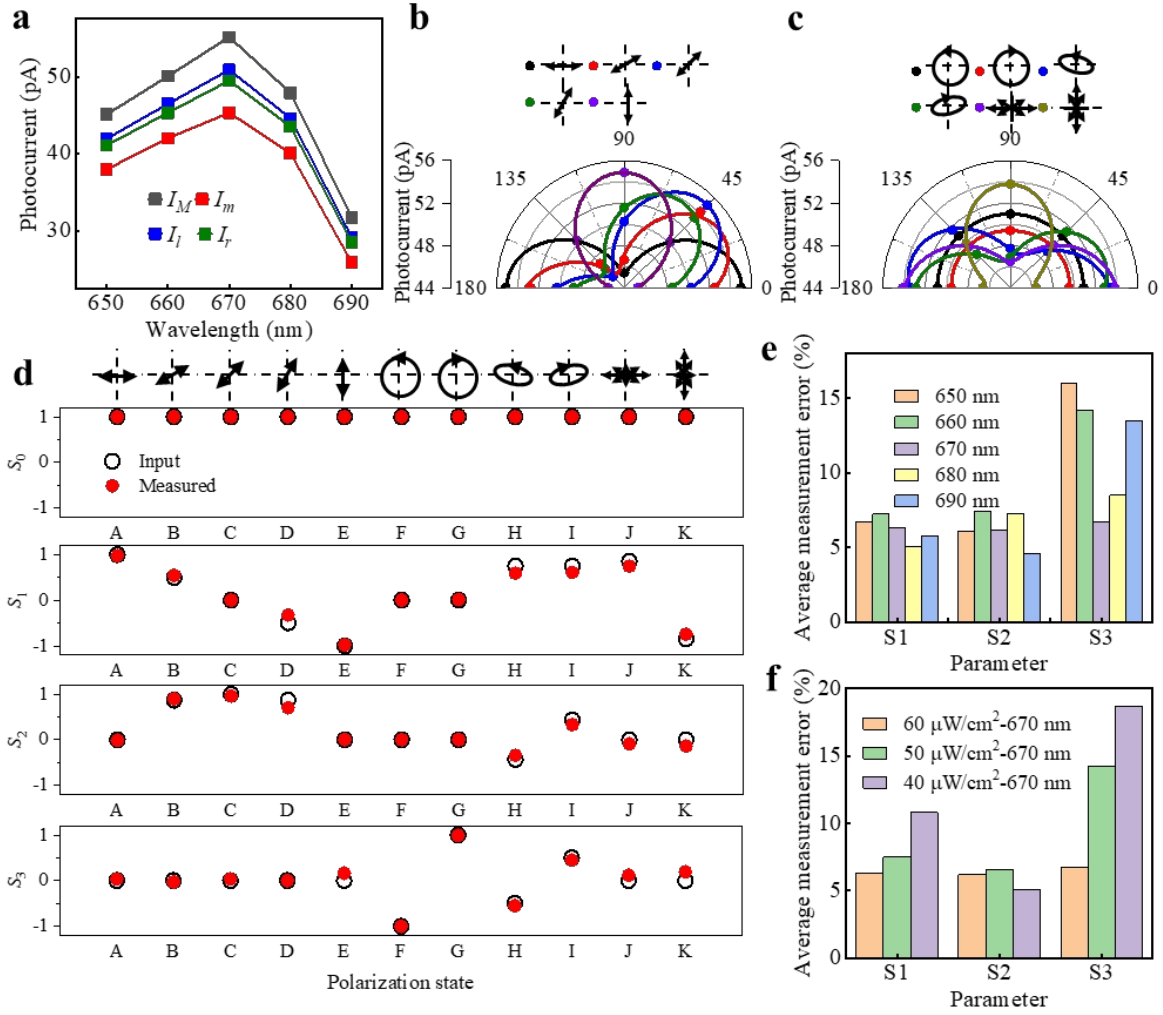 a
Photocurrent (pA)
50
40
30
I_M I_m
I_l I_r
650 660 670 680 690
Wavelength (nm)
b
90
135 45
Photocurrent (pA)
56
52
48
44
180 0
c
90
135 45
Photocurrent (pA)
56
52
48
44
180 0
d
S_0
1
0
-1
Input
Measured
A B C D E F G H I J K
S_1
1
0
-1
A B C D E F G H I J K
S_2
1
0
-1
A B C D E F G H I J K
S_3
1
0
-1
A B C D E F G H I J K
Polarization state
e
Average measurement error (%)
15
10
5
0
650 nm
660 nm
670 nm
680 nm
690 nm
S1 S2 S3
Parameter
f
Average measurement error (%)
20
15
10
5
0
60 μW/cm²-670 nm
50 μW/cm²-670 nm
40 μW/cm²-670 nm
S1 S2 S3
Parameter